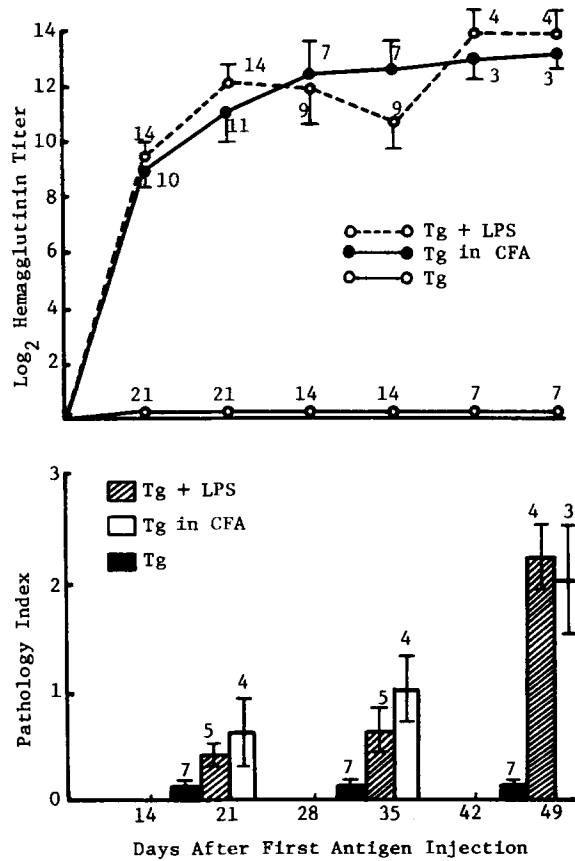 14
12
10
8
6
4
2
Log2 Hemagglutinin Titer
14 14 9 7 9 7 4 4
10 11 3 3
Tg + LPS
Tg in CFA
Tg
21 21 14 14 7 7
3
2
1
0
Pathology Index
Tg + LPS
Tg in CFA
Tg
7 5 4 7 5 4 7 4 3
14 21 28 35 42 49
Days After First Antigen Injection